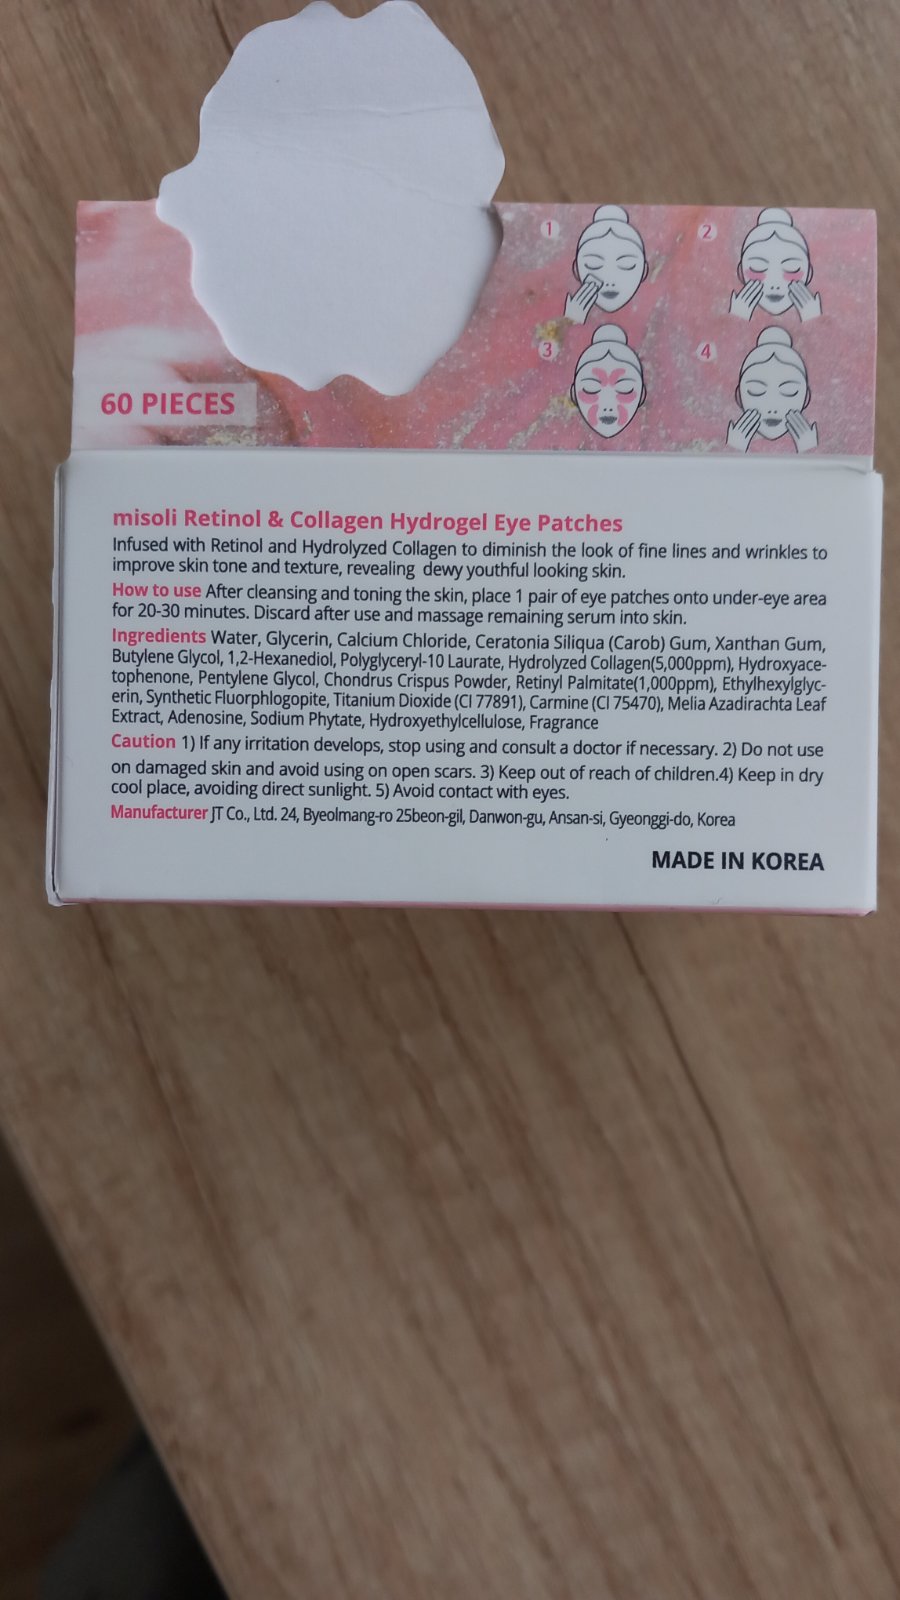 1
2
3
4
60 PIECES
misoli Retinol & Collagen Hydrogel Eye Patches
Infused with Retinol and Hydrolyzed Collagen to diminish the look of fine lines and wrinkles to
improve skin tone and texture, revealing dewy youthful looking skin.
How to use After cleansing and toning the skin, place 1 pair of eye patches onto under-eye area
for 20-30 minutes. Discard after use and massage remaining serum into skin.
Ingredients Water, Glycerin, Calcium Chloride, Ceratonia Siliqua (Carob) Gum, Xanthan Gum,
Butylene Glycol, 1,2-Hexanediol, Polyglyceryl-10 Laurate, Hydrolyzed Collagen(5,000ppm), Hydroxyace-
tophenone, Pentylene Glycol, Chondrus Crispus Powder, Retinyl Palmitate(1,000ppm), Ethylhexylglyc-
erin, Synthetic Fluorphlogopite, Titanium Dioxide (CI 77891), Carmine (CI 75470), Melia Azadirachta Leaf
Extract, Adenosine, Sodium Phytate, Hydroxyethylcellulose, Fragrance
Caution 1) If any irritation develops, stop using and consult a doctor if necessary. 2) Do not use
on damaged skin and avoid using on open scars. 3) Keep out of reach of children.4) Keep in dry
cool place, avoiding direct sunlight. 5) Avoid contact with eyes.
Manufacturer JT Co., Ltd. 24, Byeolmang-ro 25beon-gil, Danwon-gu, Ansan-si, Gyeonggi-do, Korea
MADE IN KOREA